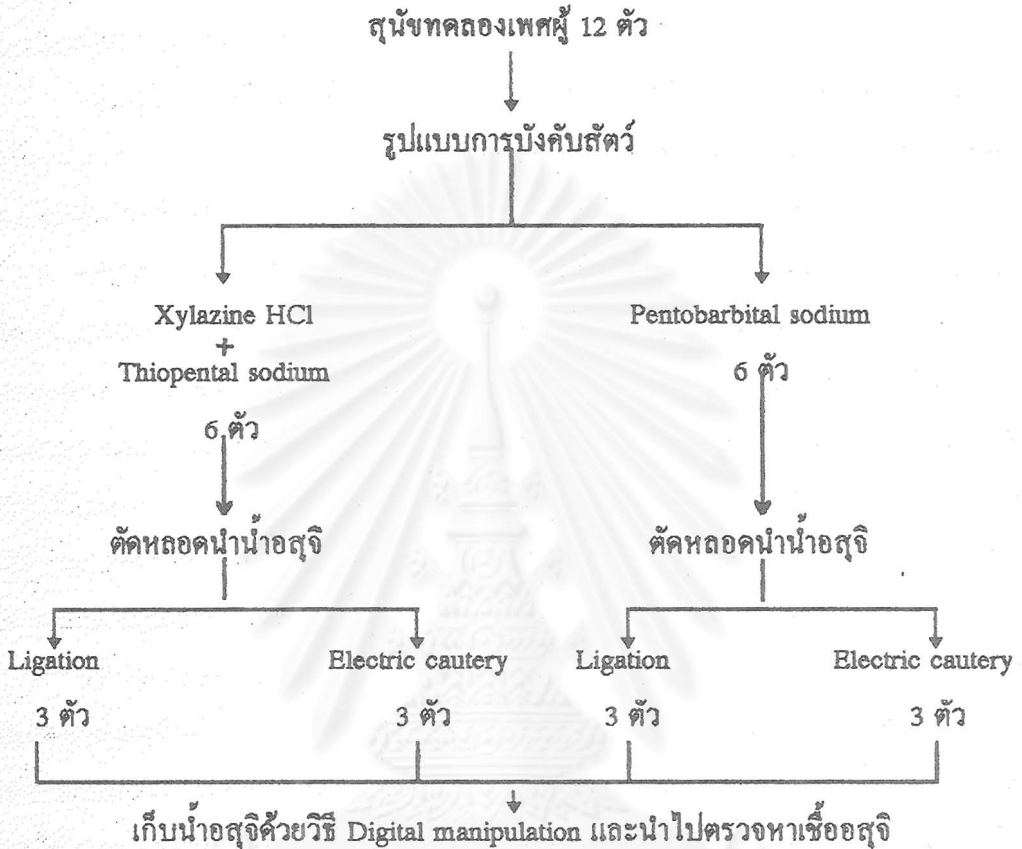 สุนัขทดลองเพศผู้ 12 ตัว
รูปแบบการบังคับสัตว์
Xylazine HCl
+
Thiopental sodium
6 ตัว
Pentobarbital sodium
6 ตัว
ตัดหลอดนำน้ำอสุจิ
ตัดหลอดนำน้ำอสุจิ
Ligation
Electric cautery
Ligation
Electric cautery
3 ตัว
3 ตัว
3 ตัว
3 ตัว
เก็บน้ำอสุจิด้วยวิธี Digital manipulation และนำไปตรวจหาเชื้ออสุจิ